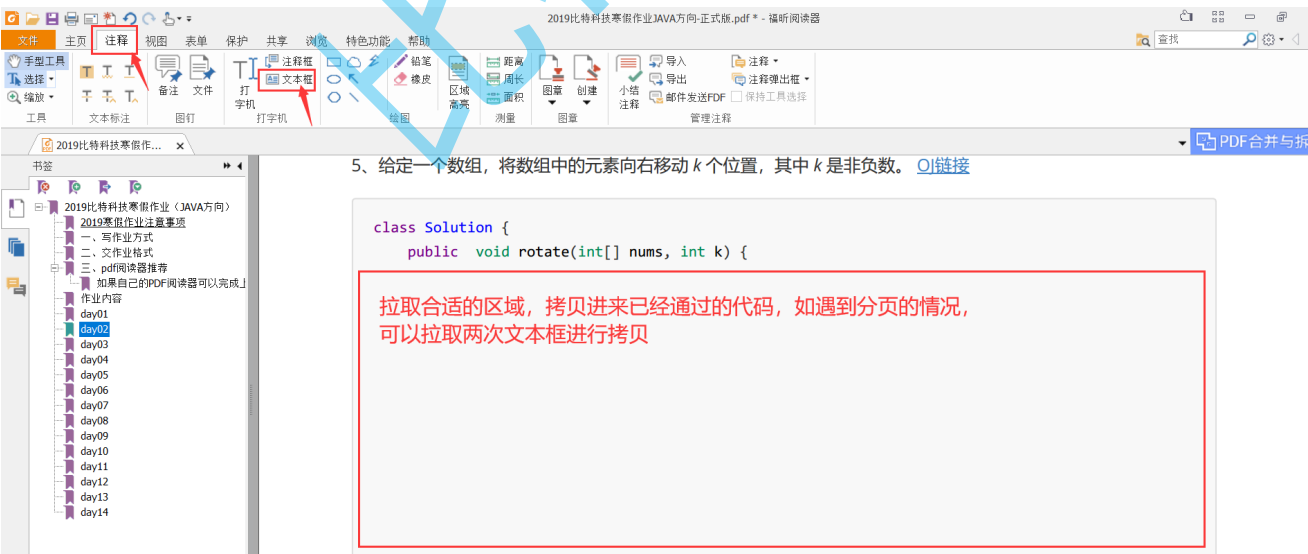 2019比特科技寒假作业JAVA方向-正式版.pdf * - 福昕阅读器
文件 主页 注释 视图 表单 保护 共享 浏览 特色功能 帮助
查找
手型工具
选择
缩放
工具
文本标注
备注 文件
图钉
打字机
注释框
文本框
打字机
铅笔
橡皮
区域高亮
绘图
距离
周长
面积
测量
图章 创建
图章
小结注释
导入
导出
邮件发送FDF
注释
注释弹出框
保持工具选择
管理注释
2019比特科技寒假作... ×
PDF合并与拆
书签
2019比特科技寒假作业（JAVA方向）
2019寒假作业注意事项
一、写作业方式
二、交作业格式
三、pdf阅读器推荐
如果自己的PDF阅读器可以完成上
作业内容
day01
day02
day03
day04
day05
day06
day07
day08
day09
day10
day11
day12
day13
day14
5、给定一个数组，将数组中的元素向右移动 k 个位置，其中 k 是非负数。 OJ链接
class Solution {
public  void rotate(int[] nums, int k) {
拉取合适的区域，拷贝进来已经通过的代码，如遇到分页的情况，
可以拉取两次文本框进行拷贝